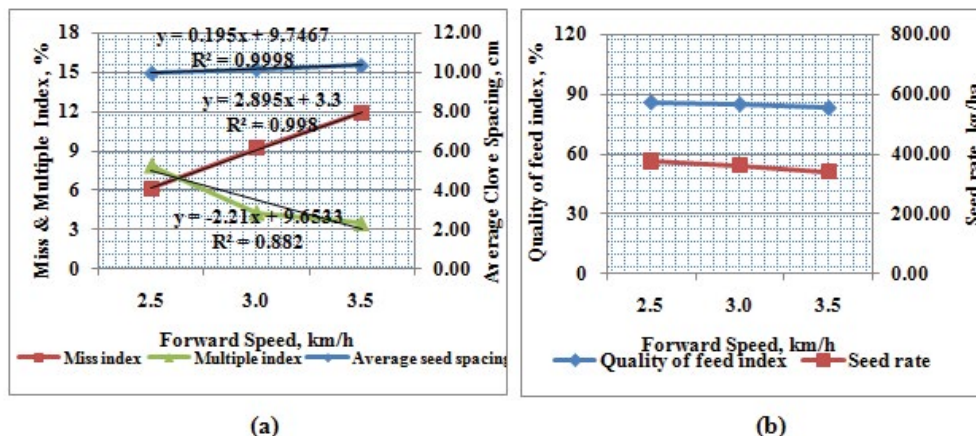 18
15
12
9
6
3
0
Miss & Multiple Index, %
y = 0.195x + 9.7467
R² = 0.9998
y = 2.895x + 3.3
R² = 0.998
y = -2.21x + 9.6533
R² = 0.882
12.00
10.00
8.00
6.00
4.00
2.00
0.00
Average Clove Spacing, cm
2.5 3.0 3.5
Forward Speed, km/h
Miss index Multiple index Average seed spacing
(a)
120
90
60
30
0
Quality of feed index, %
800.00
600.00
400.00
200.00
0.00
Seed rate, kg/ha
2.5 3.0 3.5
Forward Speed, km/h
Quality of feed index Seed rate
(b)